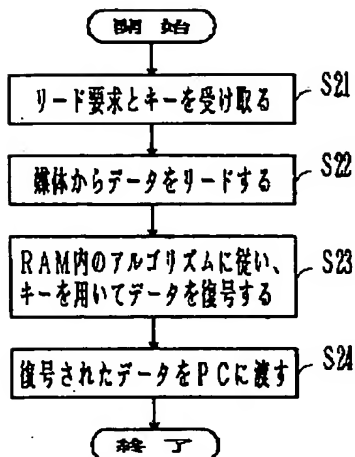 開始
リード要求とキーを受け取る
S21
媒体からデータをリードする
S22
RAM内のアルゴリズムに従い、
キーを用いてデータを復号する
S23
復号されたデータをPCに渡す
S24
終了